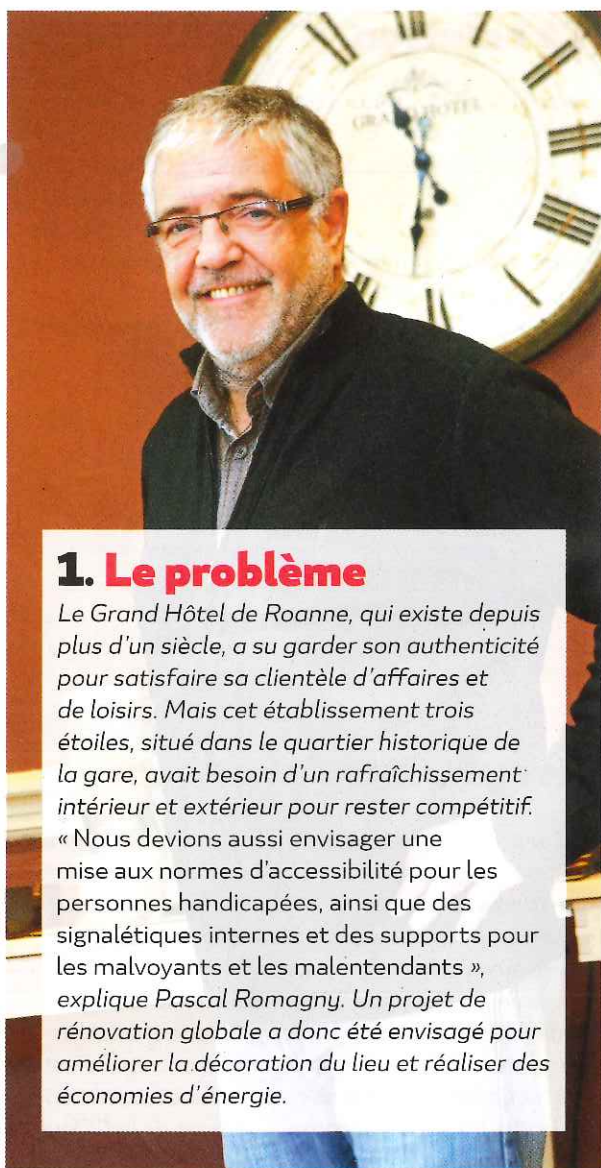 GRAND HOTEL
1. Le problème
Le Grand Hôtel de Roanne, qui existe depuis
plus d'un siècle, a su garder son authenticité
pour satisfaire sa clientèle d'affaires et
de loisirs. Mais cet établissement trois
étoiles, situé dans le quartier historique de
la gare, avait besoin d'un rafraîchissement
intérieur et extérieur pour rester compétitif.
« Nous devions aussi envisager une
mise aux normes d'accessibilité pour les
personnes handicapées, ainsi que des
signalétiques internes et des supports pour
les malvoyants et les malentendants »,
explique Pascal Romagny. Un projet de
rénovation globale a donc été envisagé pour
améliorer la décoration du lieu et réaliser des
économies d'énergie.